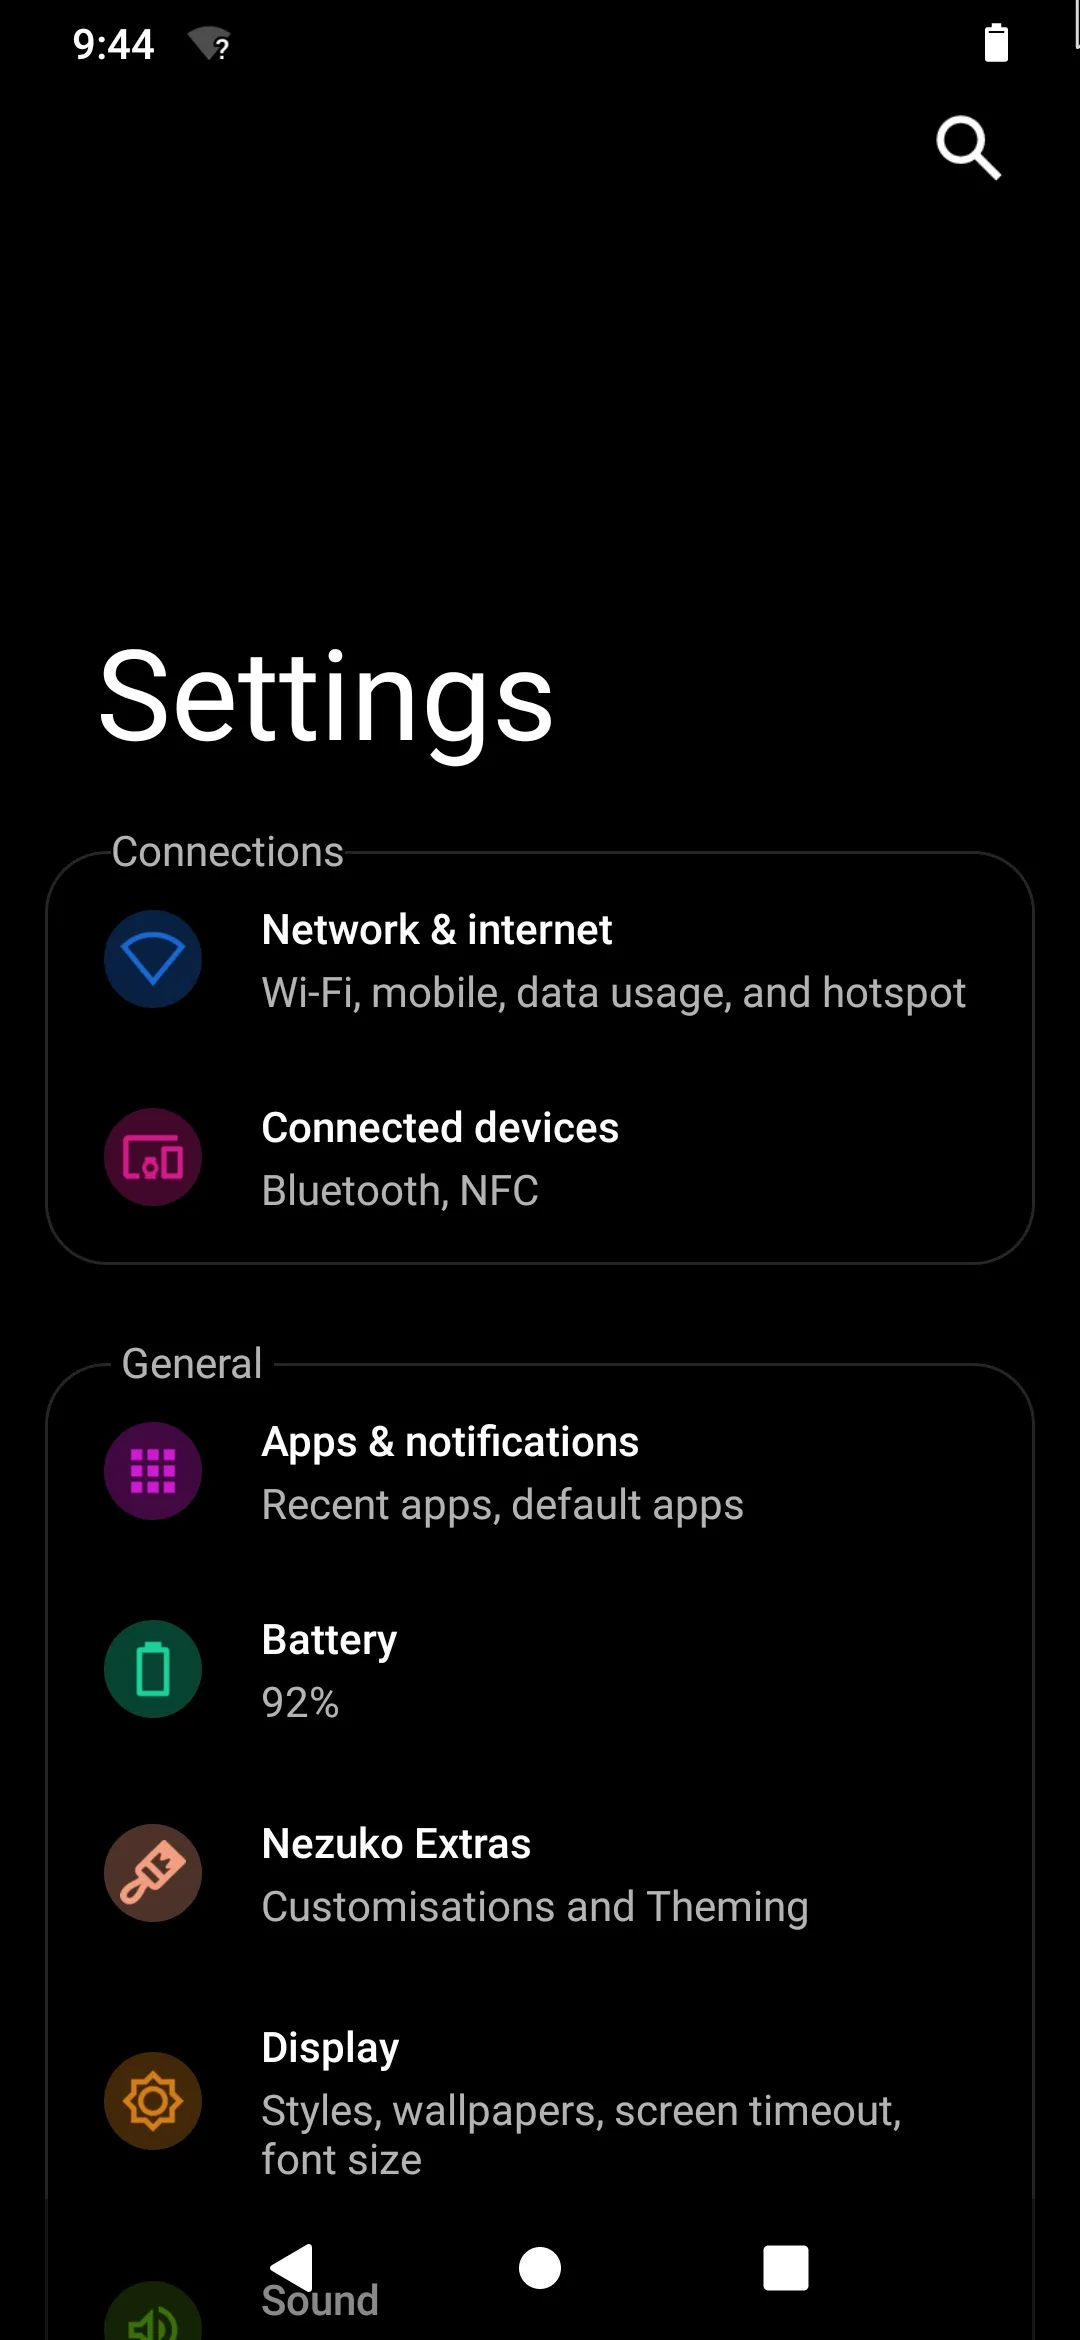 9:44
Settings
Connections
Network & internet
Wi-Fi, mobile, data usage, and hotspot
Connected devices
Bluetooth, NFC
General
Apps & notifications
Recent apps, default apps
Battery
92%
Nezuko Extras
Customisations and Theming
Display
Styles, wallpapers, screen timeout,
font size
Sound